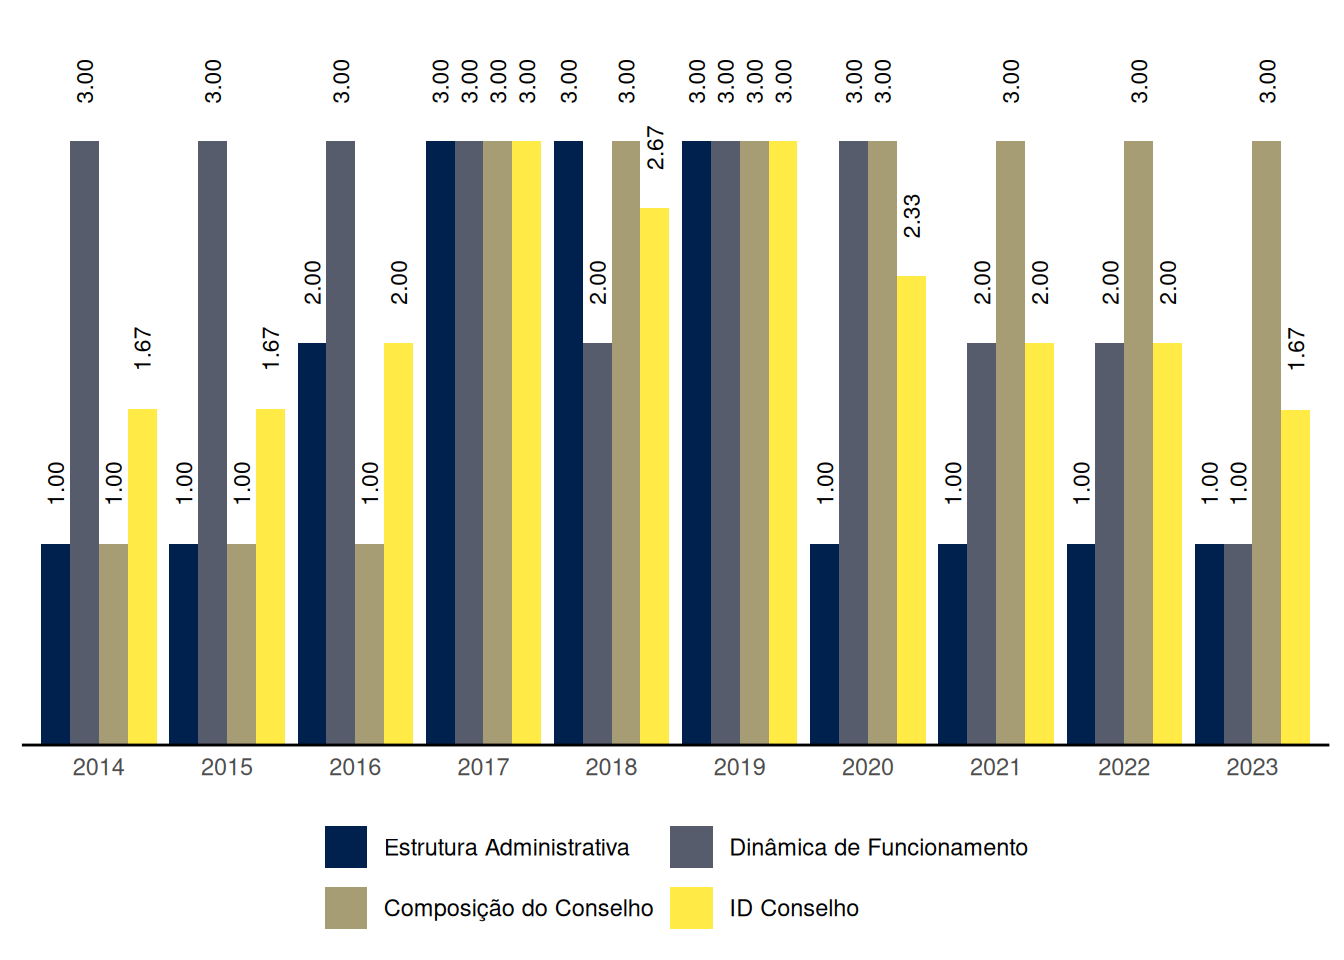 3.00 3.00 3.00 3.00 3.00 3.00 3.00 3.00 3.00 3.00 3.00 3.00 3.00 3.00 3.00 3.00 3.00 3.00
2.67
2.33
2.00 2.00 2.00 2.00 2.00 2.00 2.00
1.67 1.67 1.67
1.00 1.00 1.00 1.00 1.00 1.00 1.00 1.00 1.00 1.00
2014 2015 2016 2017 2018 2019 2020 2021 2022 2023
Estrutura Administrativa Dinâmica de Funcionamento
Composição do Conselho ID Conselho